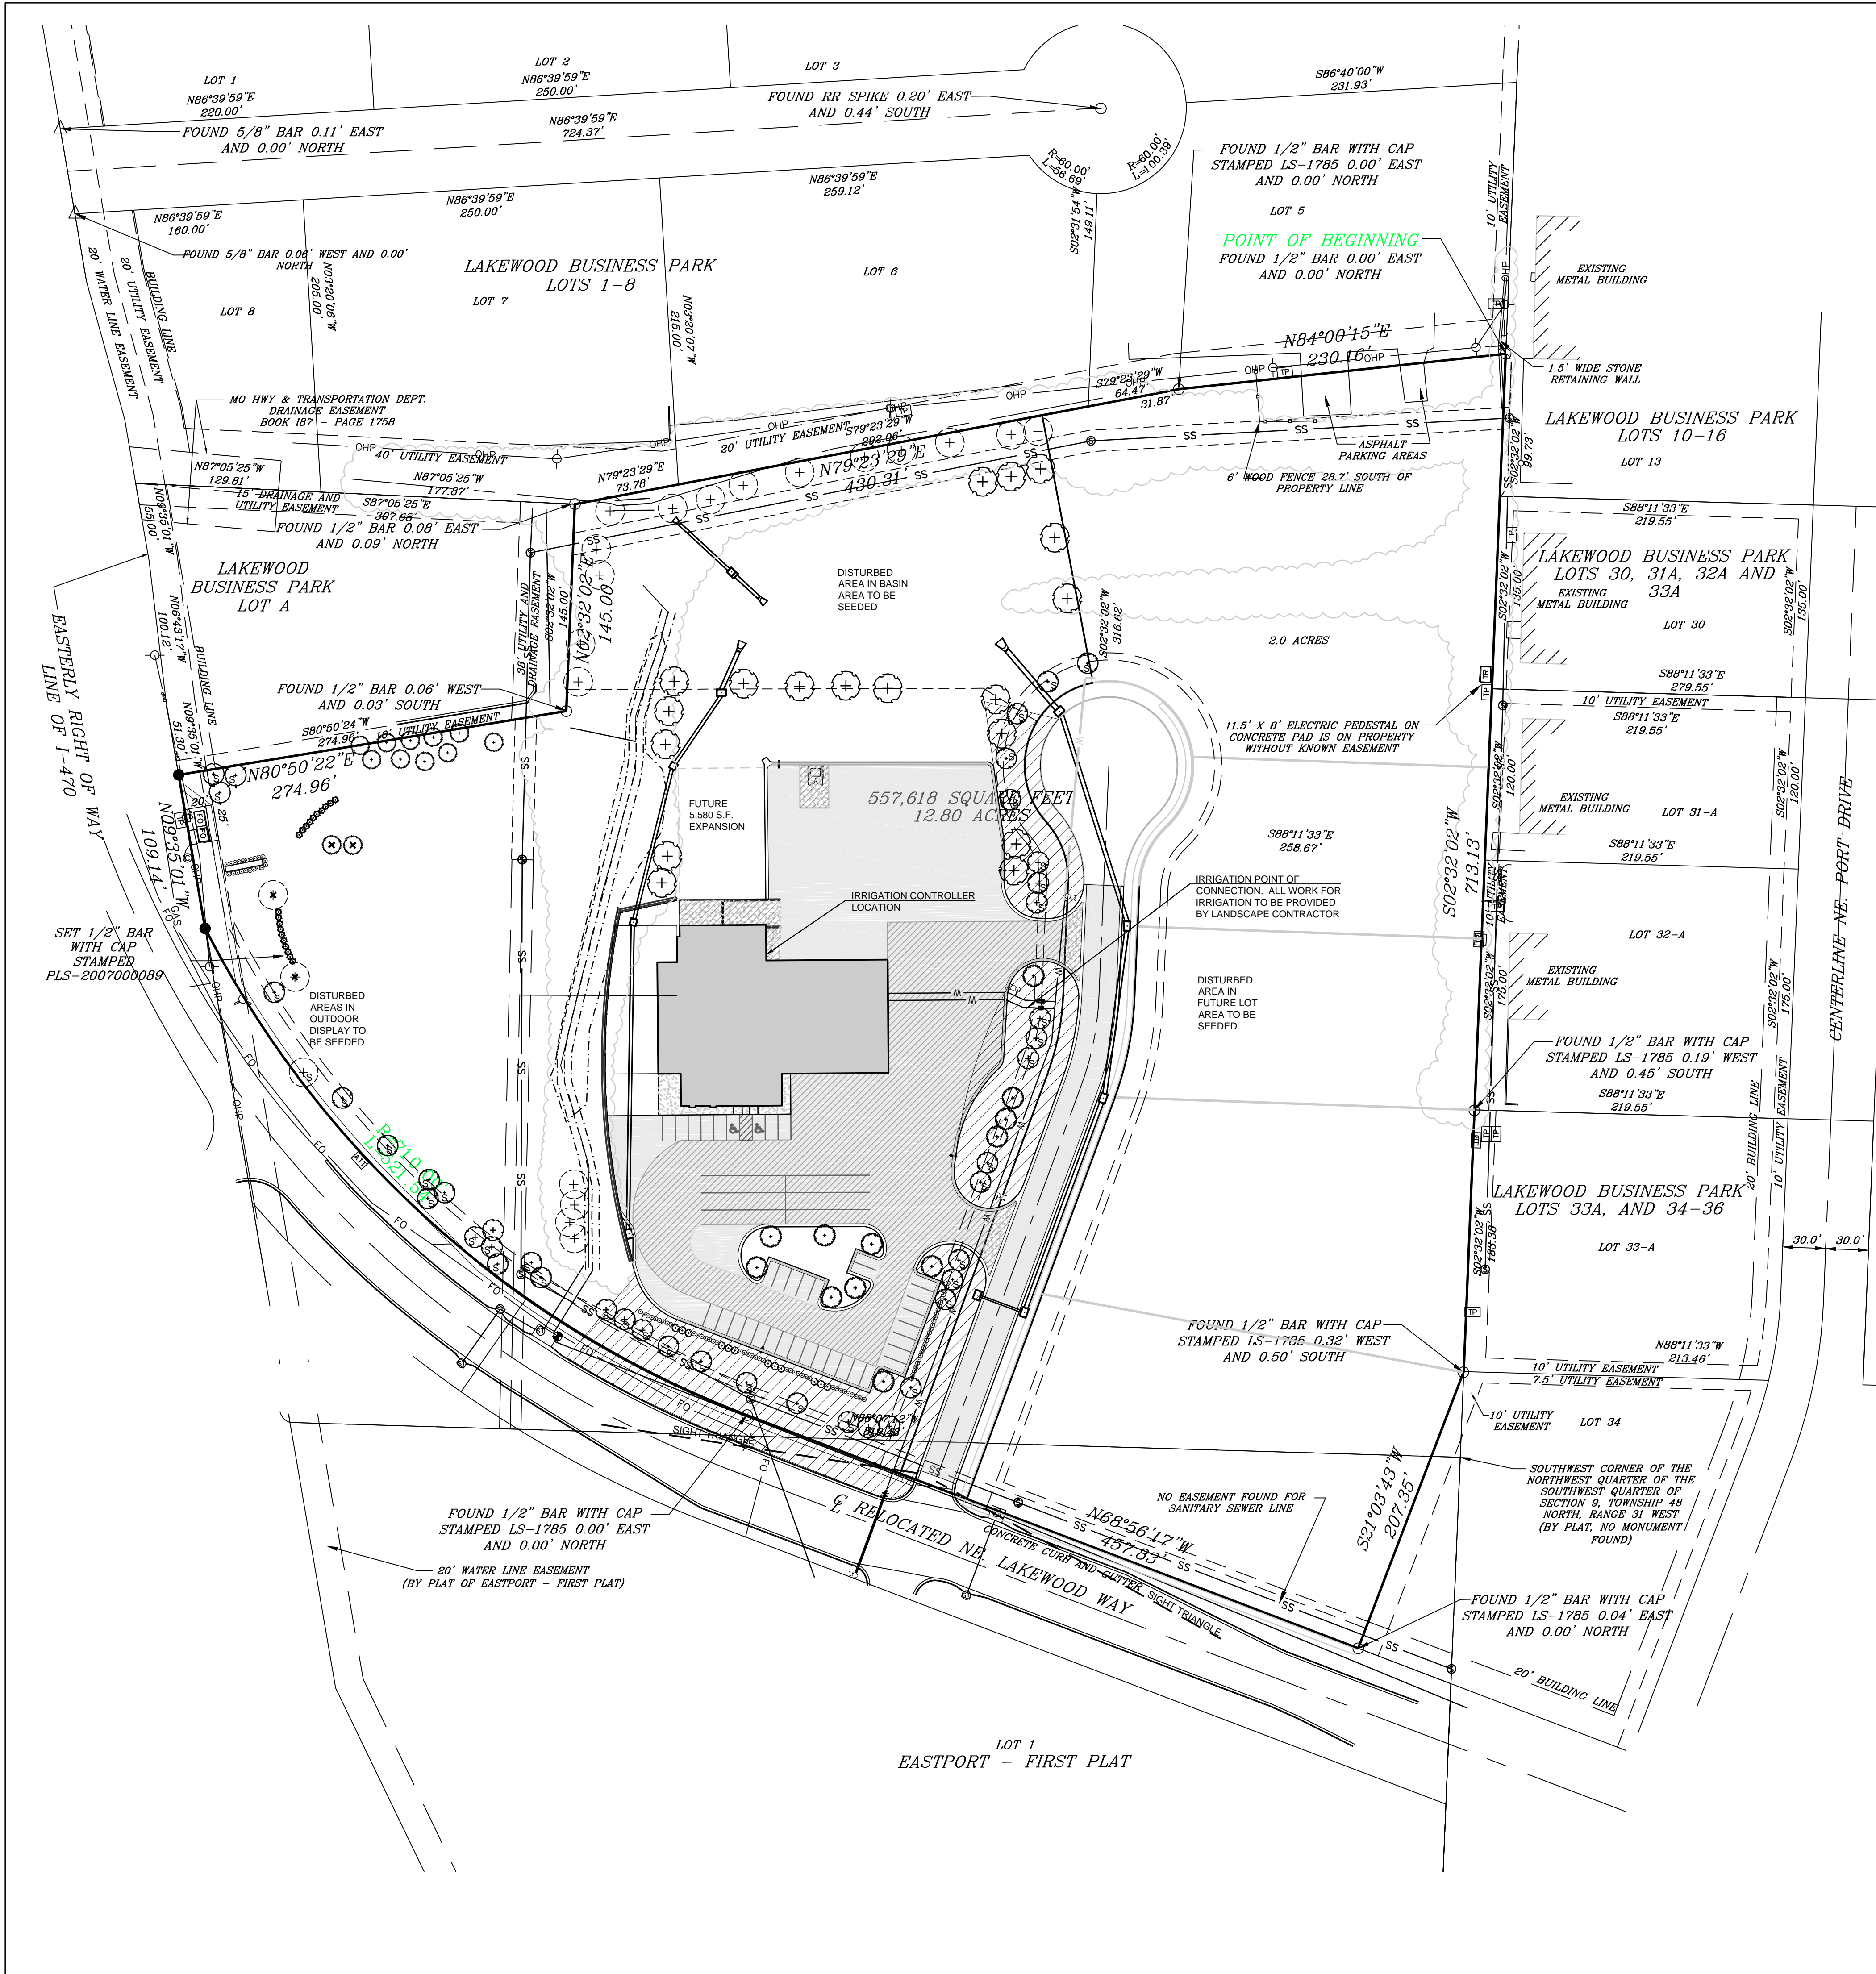 LOT 1
N86°39'59"E
220.00'
LOT 2
N86°39'59"E
250.00'
LOT 3
S86°40'00"W
231.93'
FOUND RR SPIKE 0.20' EAST
AND 0.44' SOUTH
N86°39'59"E
724.37'
FOUND 5/8" BAR 0.11' EAST
AND 0.00' NORTH
R=60.00'
L=56.69'
R=60.00'
L=100.39'
FOUND 1/2" BAR WITH CAP
STAMPED LS-1785 0.00' EAST
AND 0.00' NORTH
10' UTILITY
EASEMENT
N86°39'59"E
160.00'
N86°39'59"E
250.00'
N86°39'59"E
259.12'
S02°31'54"W
149.11'
LOT 5
POINT OF BEGINNING
FOUND 1/2" BAR 0.00' EAST
AND 0.00' NORTH
FOUND 5/8" BAR 0.06' WEST AND 0.00'
NORTH
20' WATER LINE EASEMENT
20' UTILITY EASEMENT
BUILDING LINE
LAKEWOOD BUSINESS PARK
LOTS 1-8
LOT 6
LOT 7
LOT 8
N03°20'06"W
205.00'
N03°20'07"W
215.00'
EXISTING
METAL BUILDING
OHP
TP
N84°00'15"E
230.16'
1.5' WIDE STONE
RETAINING WALL
MO HWY & TRANSPORTATION DEPT.
DRAINAGE EASEMENT
BOOK I87 - PAGE 1758
S79°23'29"W
64.47'
31.87'
LAKEWOOD BUSINESS PARK
LOTS 10-16
LOT 13
S02°32'02"W
99.73'
40' UTILITY EASEMENT
20' UTILITY EASEMENT
S79°23'29"W
292.06'
N79°23'29"E
430.31'
N79°23'29"E
73.78'
ASPHALT
PARKING AREAS
6' WOOD FENCE 28.7' SOUTH OF
PROPERTY LINE
N87°05'25"W
129.81'
N87°05'25"W
177.87'
15' DRAINAGE AND
UTILITY EASEMENT
S87°05'25"E
307.68'
FOUND 1/2" BAR 0.08' EAST
AND 0.09' NORTH
N09°35'01"W
55.00'
S88°11'33"E
219.55'
LAKEWOOD
BUSINESS PARK
LOT A
DISTURBED
AREA IN BASIN
AREA TO BE
SEEDED
LAKEWOOD BUSINESS PARK
LOTS 30, 31A, 32A AND
33A
EXISTING
METAL BUILDING
LOT 30
S02°32'02"W
135.00'
S02°32'02"W
135.00'
EASTERLY RIGHT OF WAY
LINE OF I-470
N06°43'17"W
100.12'
BUILDING LINE
38' UTILITY AND
DRAINAGE EASEMENT
S02°32'02"W
145.00'
N02°32'02"E
145.00'
S02°32'02"W
316.62'
2.0 ACRES
FOUND 1/2" BAR 0.06' WEST
AND 0.03' SOUTH
S88°11'33"E
279.55'
10' UTILITY EASEMENT
S88°11'33"E
219.55'
TR
TP
11.5' X 8' ELECTRIC PEDESTAL ON
CONCRETE PAD IS ON PROPERTY
WITHOUT KNOWN EASEMENT
N09°35'01"W
51.30'
S80°50'24"W
274.96'
UTILITY EASEMENT
N80°50'22"E
274.96'
S02°32'02"W
120.00'
S02°32'02"W
120.00'
EXISTING
METAL BUILDING
LOT 31-A
20'
25'
FUTURE
5,580 S.F.
EXPANSION
557,618 SQUARE FEET
12.80 ACRES
S88°11'33"E
258.67'
S88°11'33"E
219.55'
S02°32'02"W
713.13'
N09°35'01"W
109.14'
IRRIGATION CONTROLLER
LOCATION
IRRIGATION POINT OF
CONNECTION. ALL WORK FOR
IRRIGATION TO BE PROVIDED
BY LANDSCAPE CONTRACTOR
10' UTILITY
EASEMENT
CENTERLINE NE. PORT DRIVE
GAS
FO
SET 1/2" BAR
WITH CAP
STAMPED
PLS-2007000089
LOT 32-A
EXISTING
METAL BUILDING
S02°32'02"W
175.00'
S02°32'02"W
175.00'
DISTURBED
AREAS IN
OUTDOOR
DISPLAY TO
BE SEEDED
DISTURBED
AREA IN
FUTURE LOT
AREA TO BE
SEEDED
FOUND 1/2" BAR WITH CAP
STAMPED LS-1785 0.19' WEST
AND 0.45' SOUTH
S88°11'33"E
219.55'
ATT
20' BUILDING LINE
10' UTILITY EASEMENT
LAKEWOOD BUSINESS PARK
LOTS 33A, AND 34-36
LOT 33-A
S02°32'02"W
183.38'
30.0'
30.0'
TP
FOUND 1/2" BAR WITH CAP
STAMPED LS-1785 0.32' WEST
AND 0.50' SOUTH
N88°11'33"W
213.46'
10' UTILITY EASEMENT
7.5' UTILITY EASEMENT
10' UTILITY
EASEMENT
LOT 34
N88°07'12"W
SIGHT TRIANGLE
SOUTHWEST CORNER OF THE
NORTHWEST QUARTER OF THE
SOUTHWEST QUARTER OF
SECTION 9, TOWNSHIP 48
NORTH, RANGE 31 WEST
(BY PLAT, NO MONUMENT
FOUND)
NO EASEMENT FOUND FOR
SANITARY SEWER LINE
FOUND 1/2" BAR WITH CAP
STAMPED LS-1785 0.00' EAST
AND 0.00' NORTH
N68°56'17"W
457.83'
S21°03'43"W
207.35'
RELOCATED NE. LAKEWOOD WAY
CONCRETE CURB AND GUTTER
SIGHT TRIANGLE
20' WATER LINE EASEMENT
(BY PLAT OF EASTPORT - FIRST PLAT)
FOUND 1/2" BAR WITH CAP
STAMPED LS-1785 0.04' EAST
AND 0.00' NORTH
20' BUILDING LINE
LOT 1
EASTPORT - FIRST PLAT